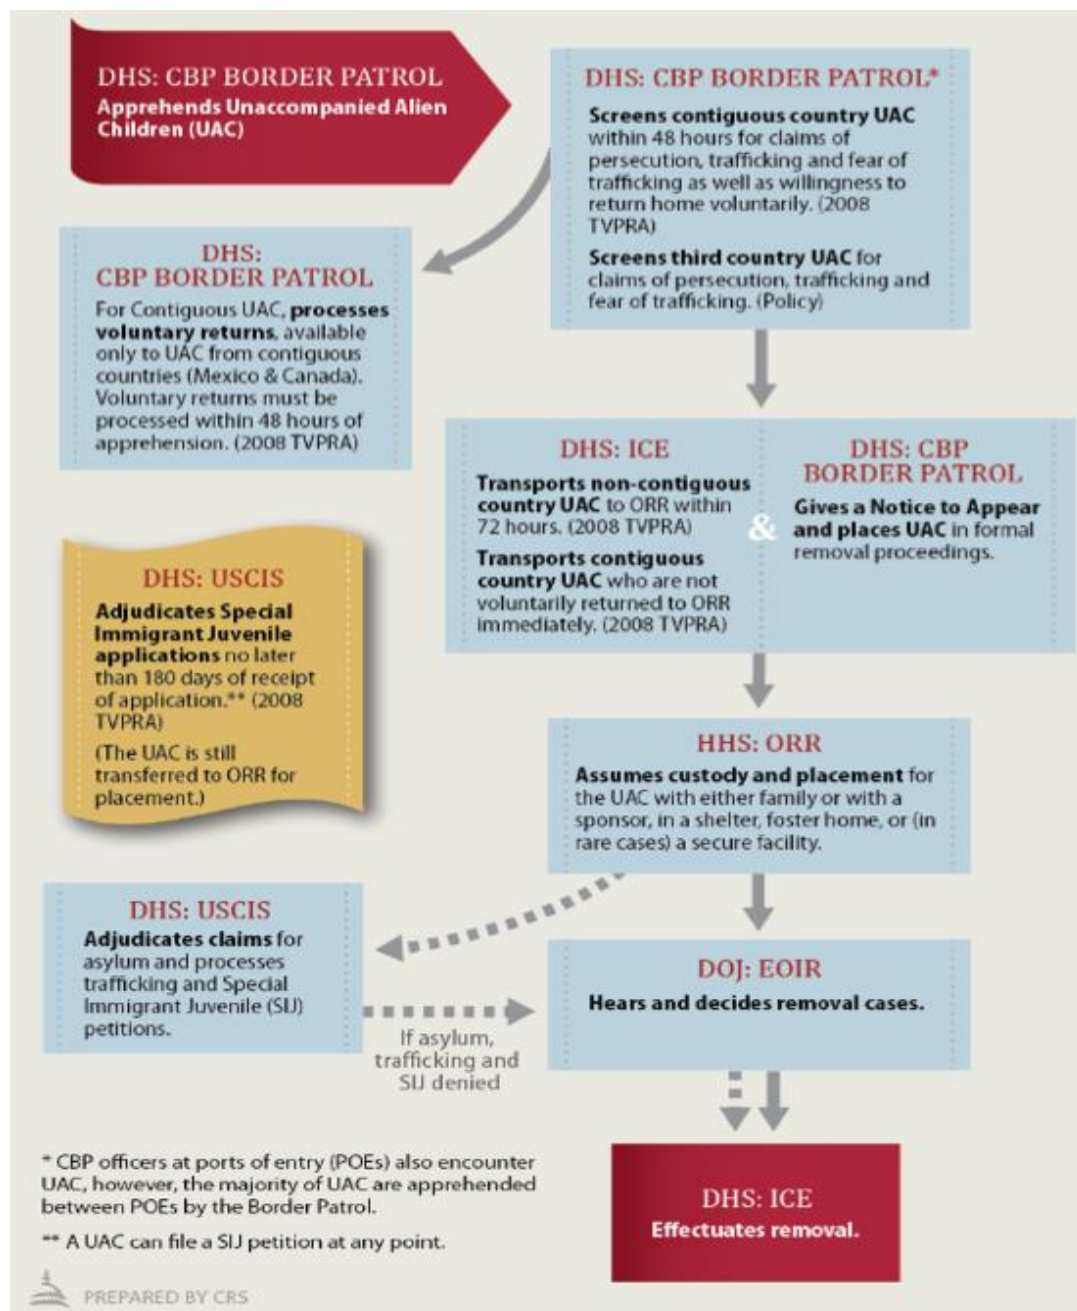 DHS: CBP BORDER PATROL
Apprehends Unaccompanied Alien
Children (UAC)
DHS: CBP BORDER PATROL*
Screens contiguous country UAC
within 48 hours for claims of
persecution, trafficking and fear of
trafficking as well as willingness to
return home voluntarily. (2008
TVPRA)
Screens third country UAC for
claims of persecution, trafficking and
fear of trafficking. (Policy)
DHS:
CBP BORDER PATROL
For Contiguous UAC, processes
voluntary returns, available
only to UAC from contiguous
countries (Mexico & Canada).
Voluntary returns must be
processed within 48 hours of
apprehension. (2008 TVPRA)
DHS: ICE
Transports non-contiguous
country UAC to ORR within
72 hours. (2008 TVPRA)
Transports contiguous
country UAC who are not
voluntarily returned to ORR
immediately. (2008 TVPRA)
&
DHS: CBP
BORDER PATROL
Gives a Notice to Appear
and places UAC in formal
removal proceedings.
DHS: USCIS
Adjudicates Special
Immigrant Juvenile
applications no later
than 180 days of receipt
of application.** (2008
TVPRA)
(The UAC is still
transferred to ORR for
placement.)
HHS: ORR
Assumes custody and placement for
the UAC with either family or with a
sponsor, in a shelter, foster home, or (in
rare cases) a secure facility.
DHS: USCIS
Adjudicates claims for
asylum and processes
trafficking and Special
Immigrant Juvenile (SIJ)
petitions.
If asylum,
trafficking and
SIJ denied
DOJ: EOIR
Hears and decides removal cases.
DHS: ICE
Effectuates removal.
* CBP officers at ports of entry (POEs) also encounter
UAC, however, the majority of UAC are apprehended
between POEs by the Border Patrol.
** A UAC can file a SIJ petition at any point.
PREPARED BY CRS